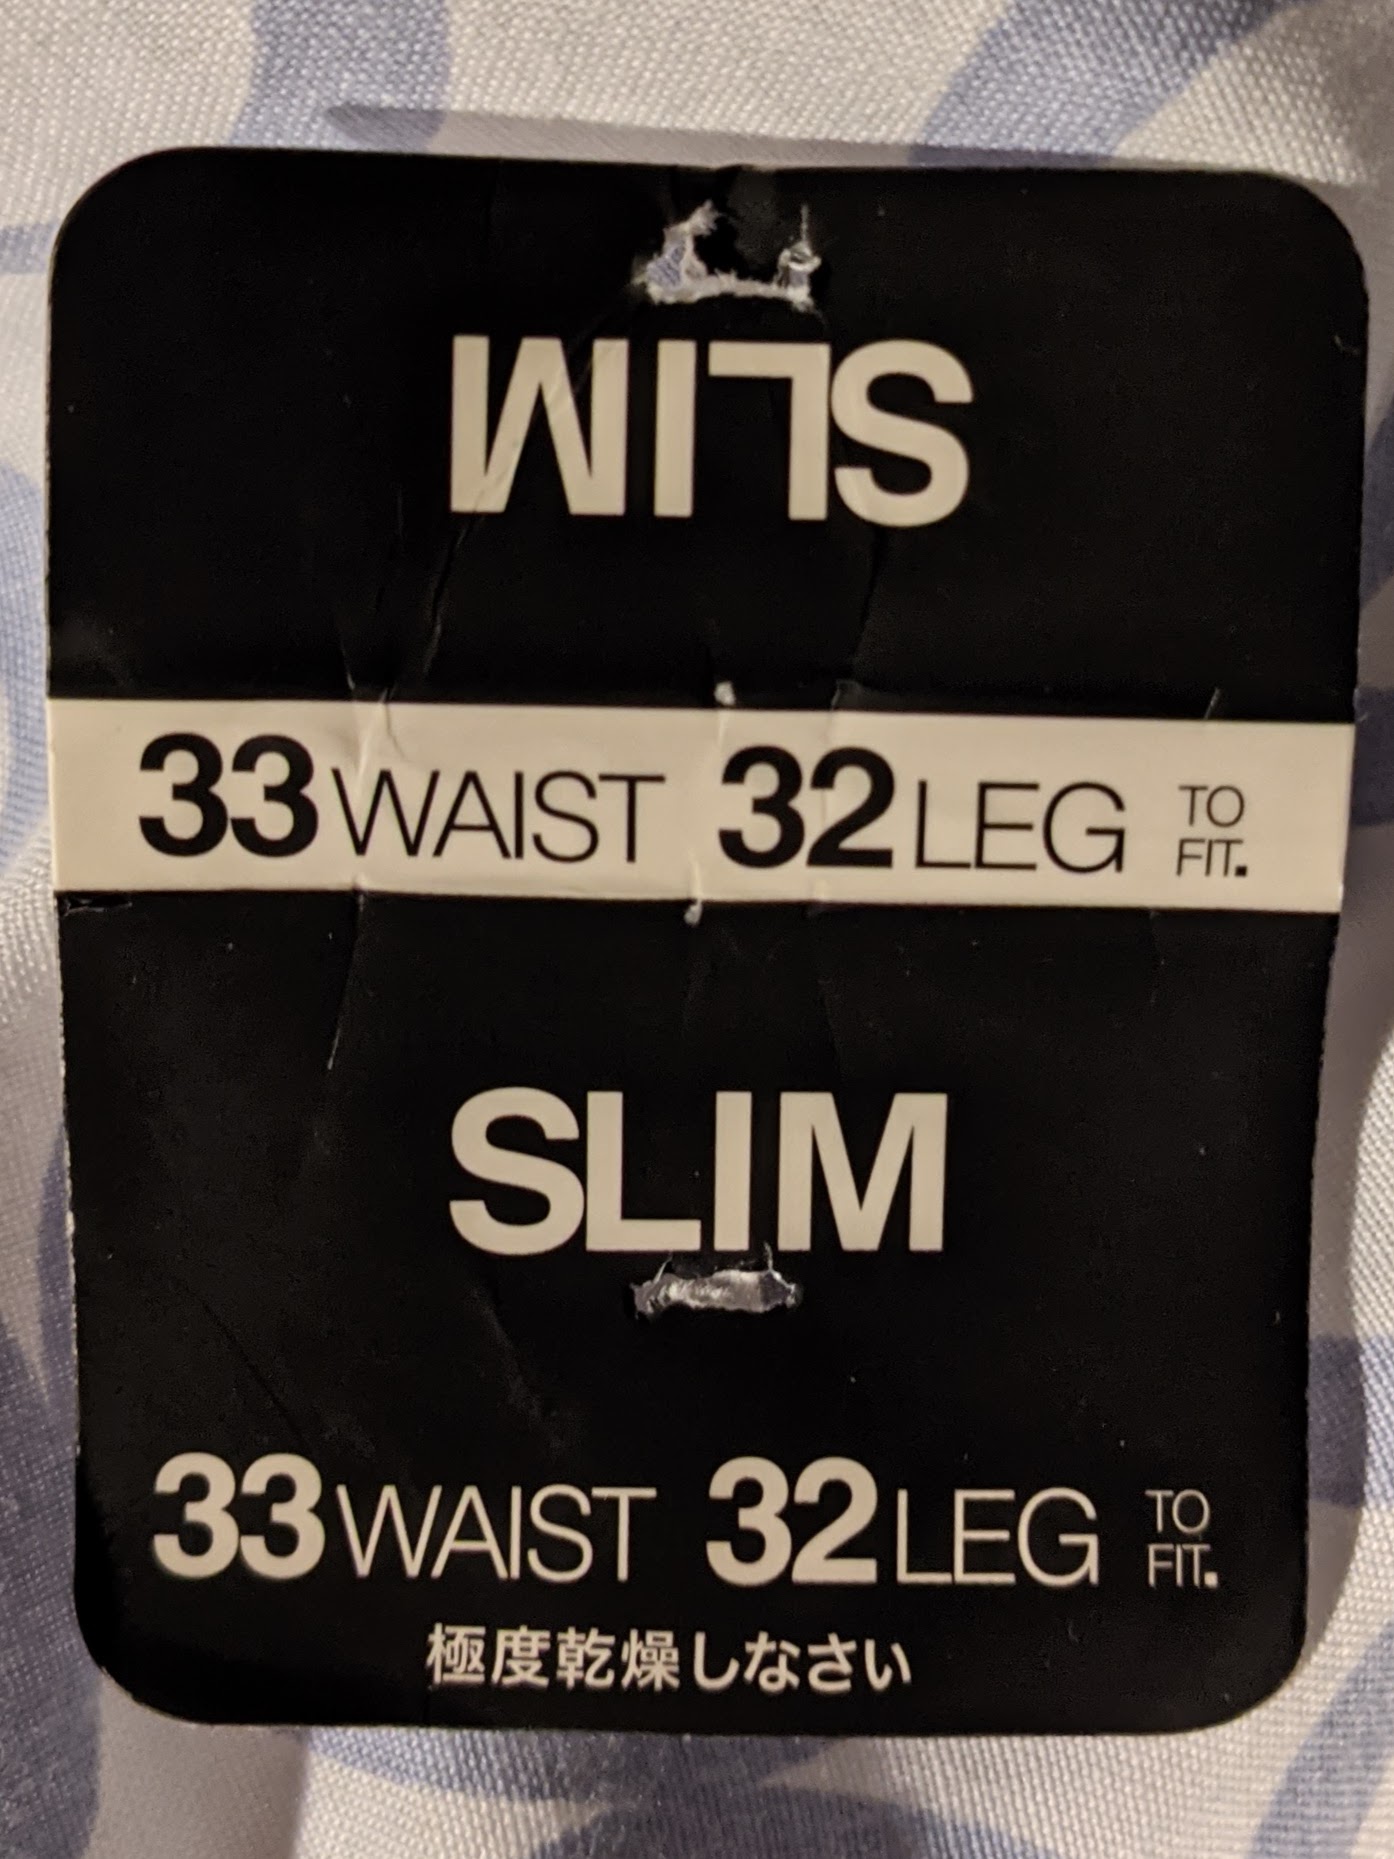 SLIM
33 WAIST 32 LEG TO FIT.
SLIM
33 WAIST 32 LEG TO FIT.
極度乾燥しなさい